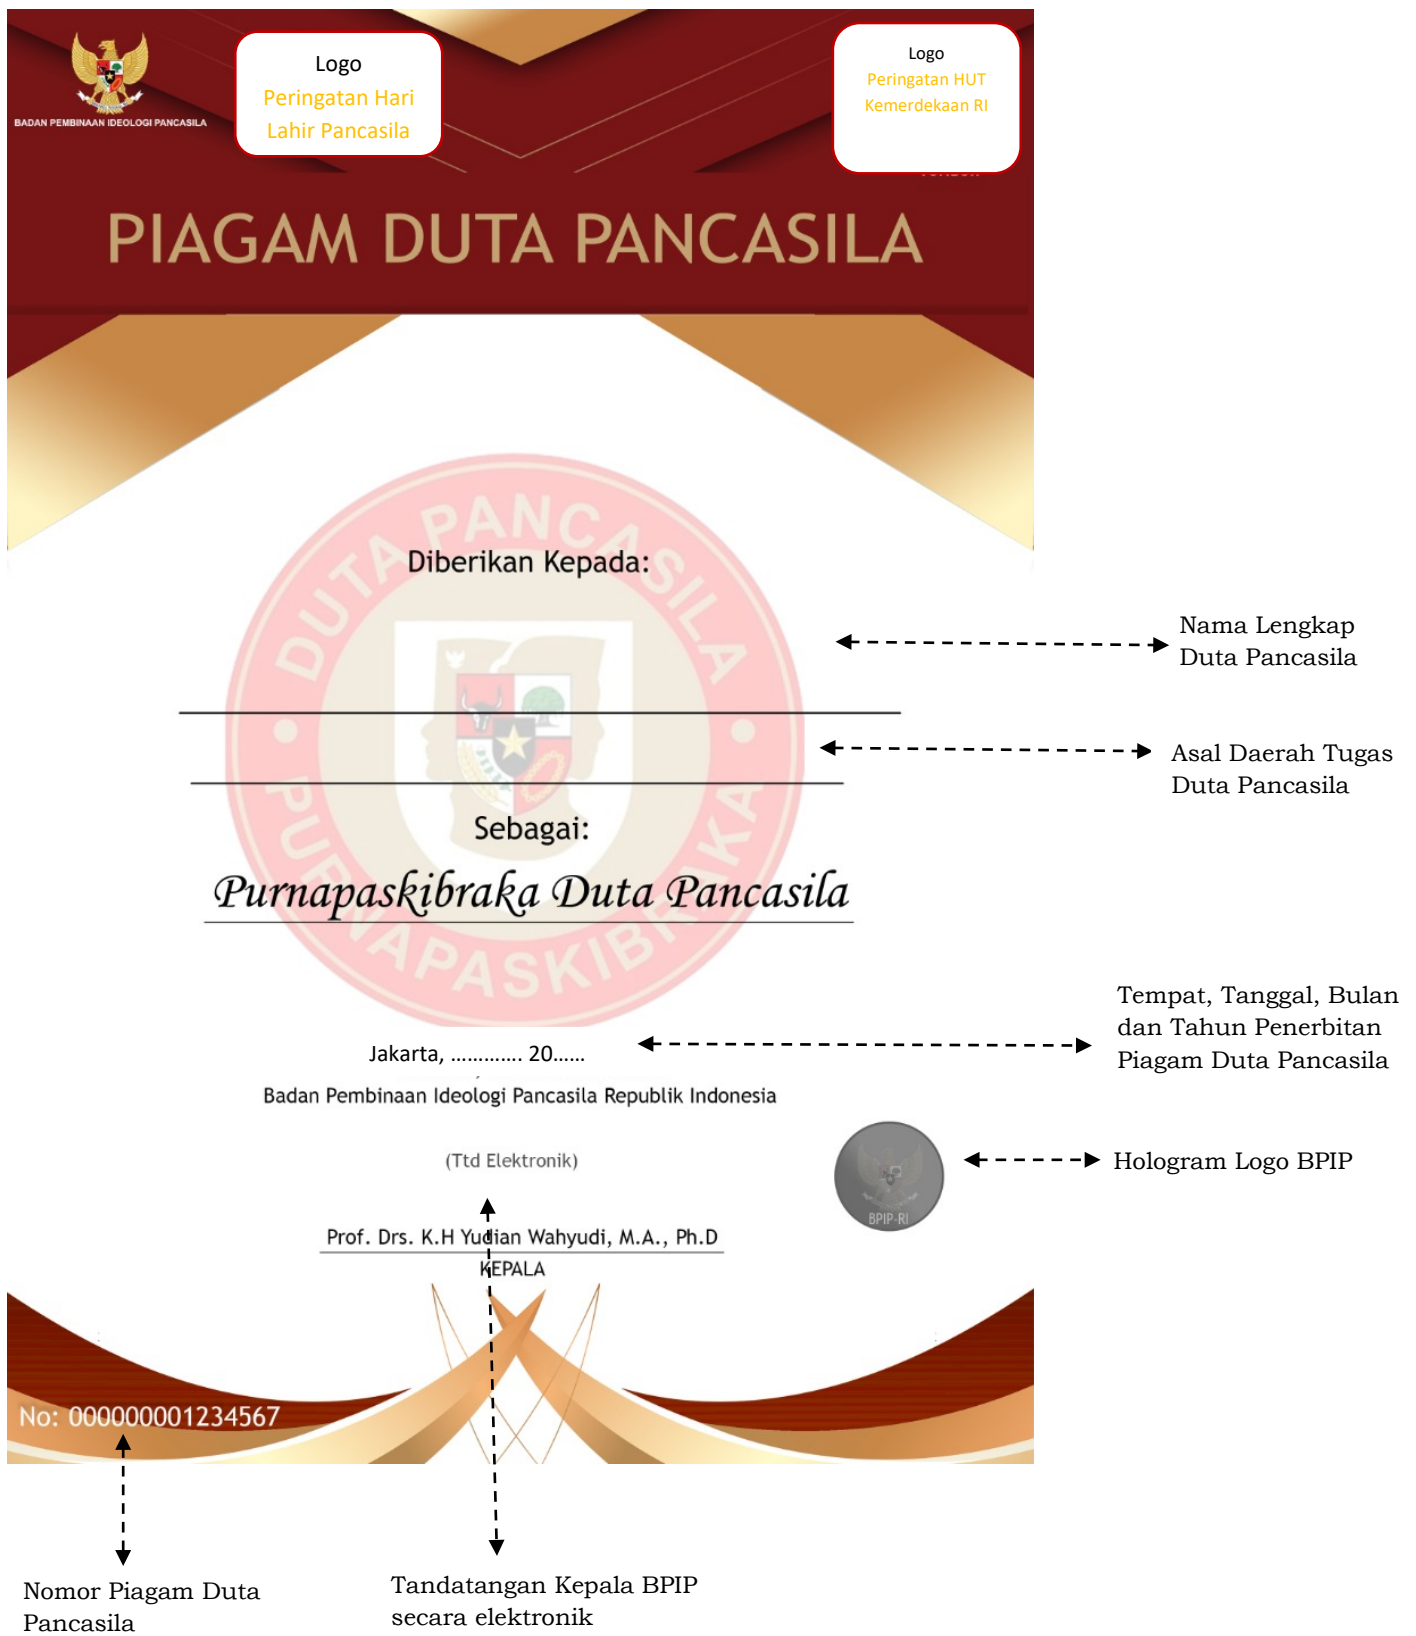 BADAN PEMBINAAN IDEOLOGI PANCASILA
Logo
Peringatan Hari
Lahir Pancasila
Logo
Peringatan HUT
Kemerdekaan RI
PIAGAM DUTA PANCASILA
DUTA PANCASILA
Diberikan Kepada:
Nama Lengkap
Duta Pancasila
Asal Daerah Tugas
Duta Pancasila
Sebagai:
Purnapaskibraka Duta Pancasila
PURNAPASKIBRAKA
Tempat, Tanggal, Bulan
dan Tahun Penerbitan
Piagam Duta Pancasila
Jakarta, …………. 20……
Badan Pembinaan Ideologi Pancasila Republik Indonesia
(Ttd Elektronik)
Hologram Logo BPIP
BPIP-RI
Prof. Drs. K.H Yudian Wahyudi, M.A., Ph.D
KEPALA
No: 000000001234567
Nomor Piagam Duta
Pancasila
Tandatangan Kepala BPIP
secara elektronik